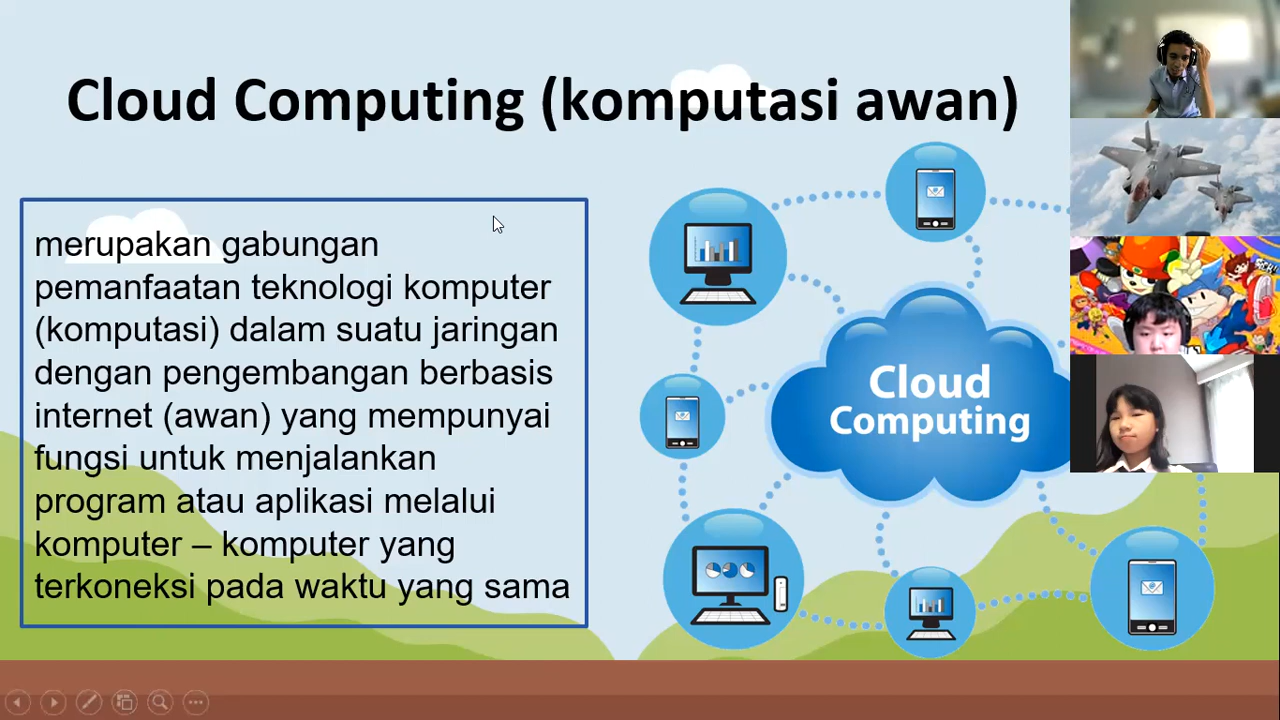 Cloud Computing (komputasi awan)
merupakan gabungan
pemanfaatan teknologi komputer
(komputasi) dalam suatu jaringan
dengan pengembangan berbasis
internet (awan) yang mempunyai
fungsi untuk menjalankan
program atau aplikasi melalui
komputer – komputer yang
terkoneksi pada waktu yang sama
Cloud
Computing